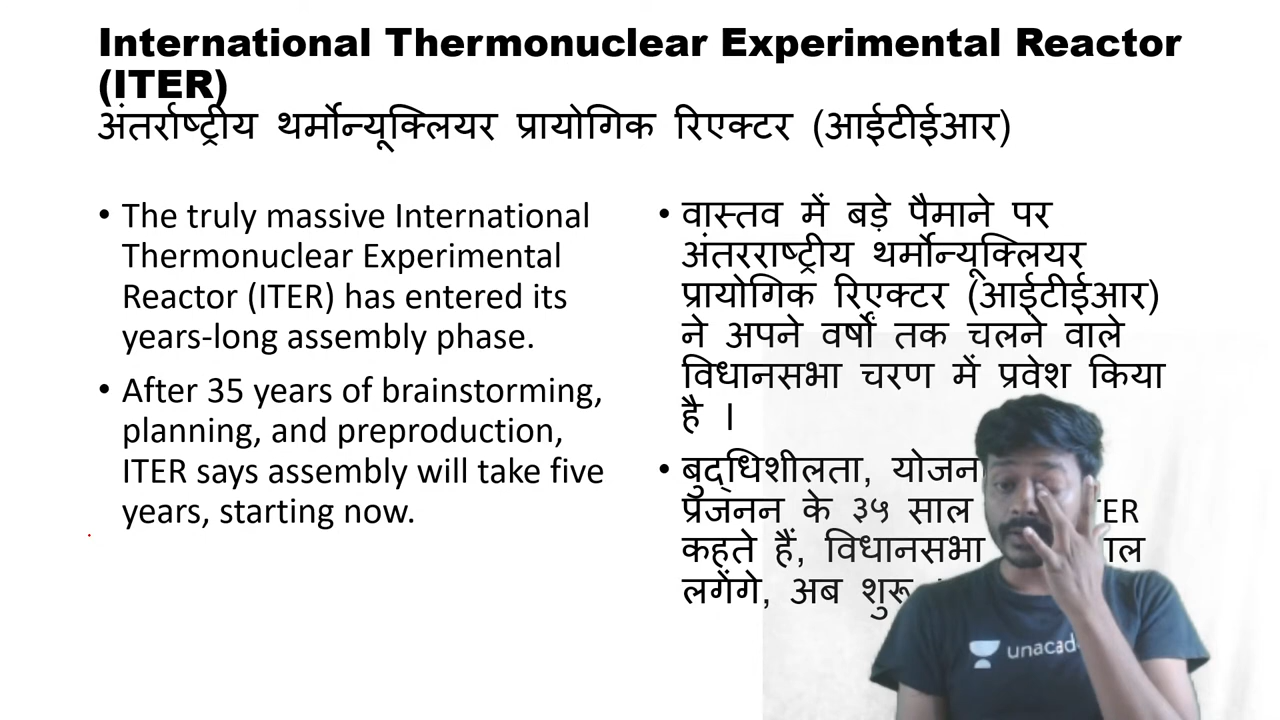 International Thermonuclear Experimental Reactor
(ITER)
अंतर्राष्ट्रीय थर्मोन्यूक्लियर प्रायोगिक रिएक्टर (आईटीईआर)
• The truly massive International
Thermonuclear Experimental
Reactor (ITER) has entered its
years-long assembly phase.
• After 35 years of brainstorming,
planning, and preproduction,
ITER says assembly will take five
years, starting now.
• वास्तव में बड़े पैमाने पर
अंतरराष्ट्रीय थर्मोन्यूक्लियर
प्रायोगिक रिएक्टर (आईटीईआर)
ने अपने वर्षों तक चलने वाले
विधानसभा चरण में प्रवेश किया
है ।
• बुद्धिशीलता,
प्रजनन के ३५ साल
कहते हैं, विधानसभा
लगेंगे, अब शुरू